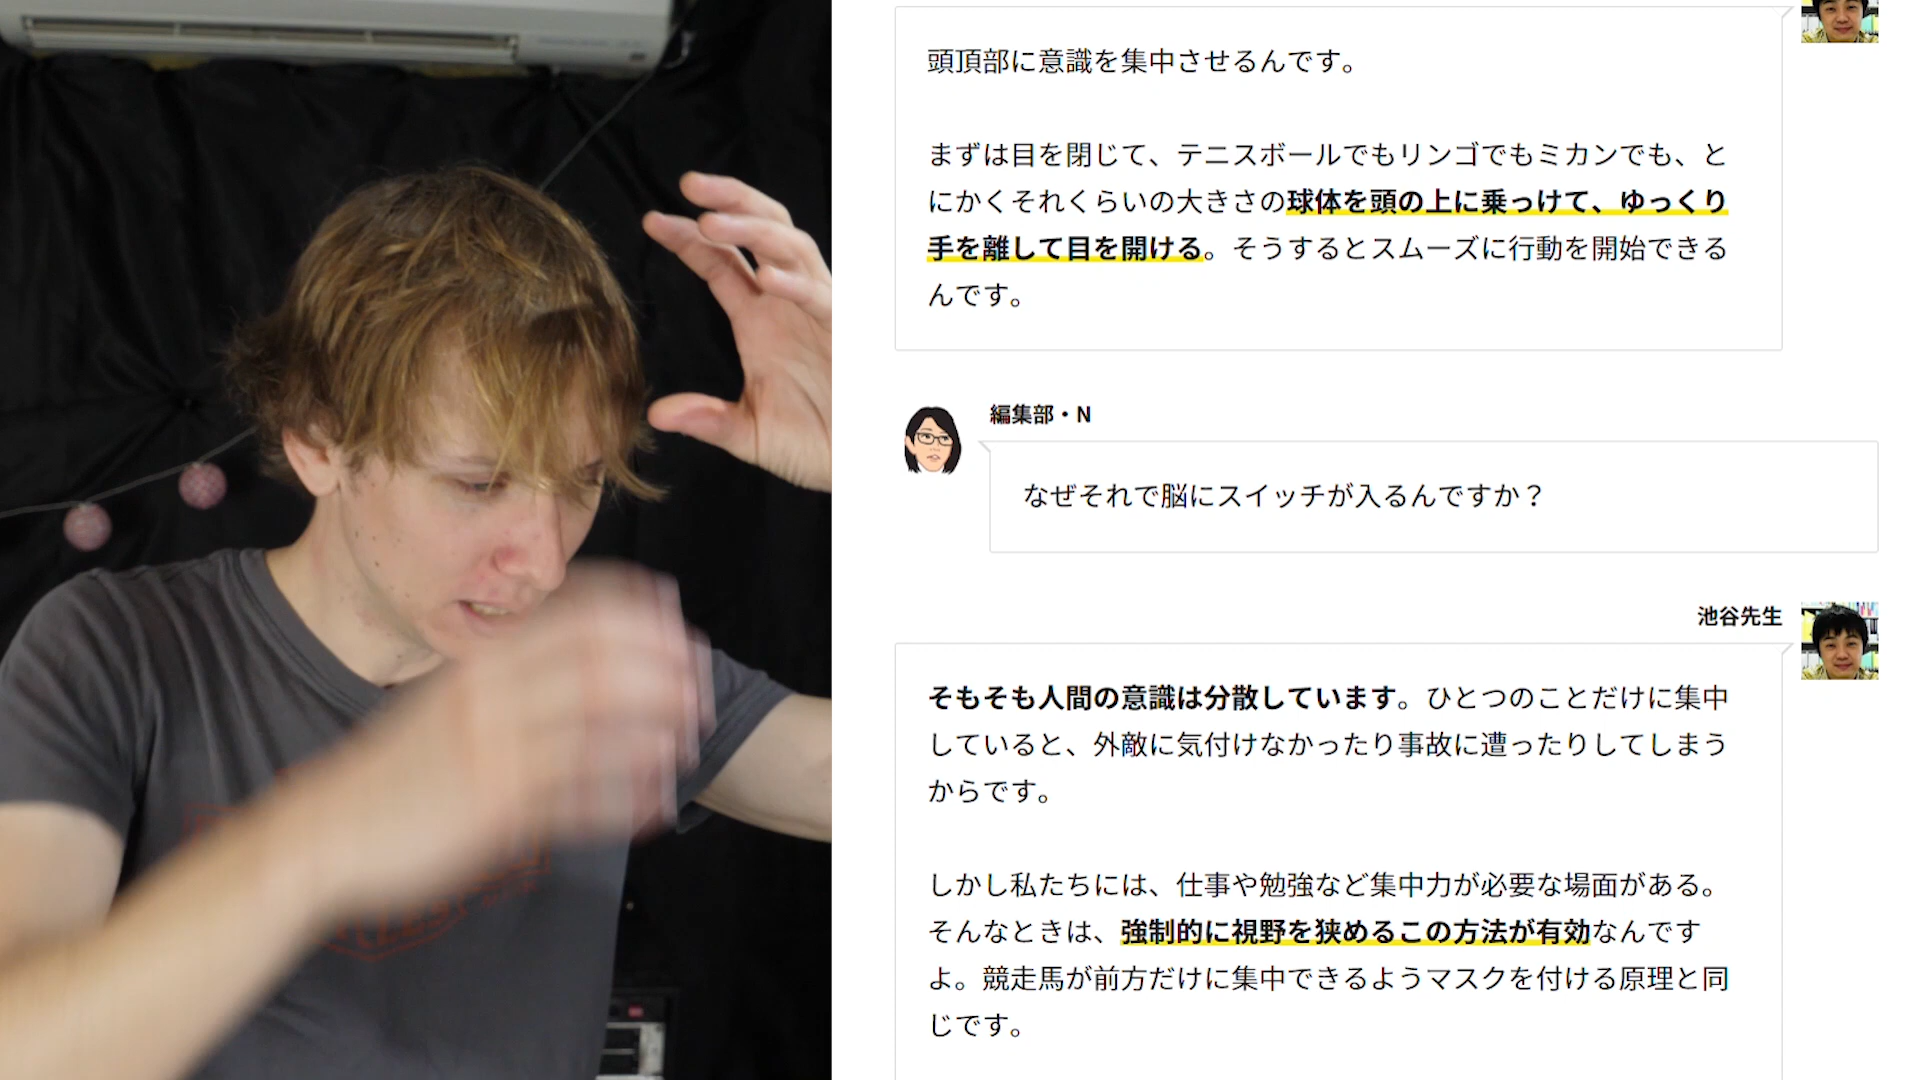 頭頂部に意識を集中させるんです。
まずは目を閉じて、テニスボールでもリンゴでもミカンでも、と
にかくそれくらいの大きさの球体を頭の上に乗っけて、ゆっくり
手を離して目を開ける。そうするとスムーズに行動を開始できる
んです。
編集部・N
なぜそれで脳にスイッチが入るんですか？
池谷先生
そもそも人間の意識は分散しています。ひとつのことだけに集中
していると、外敵に気付けなかったり事故に遭ったりしてしまう
からです。
しかし私たちには、仕事や勉強など集中力が必要な場面がある。
そんなときは、強制的に視野を狭めるこの方法が有効なんです
よ。競走馬が前方だけに集中できるようマスクを付ける原理と同
じです。